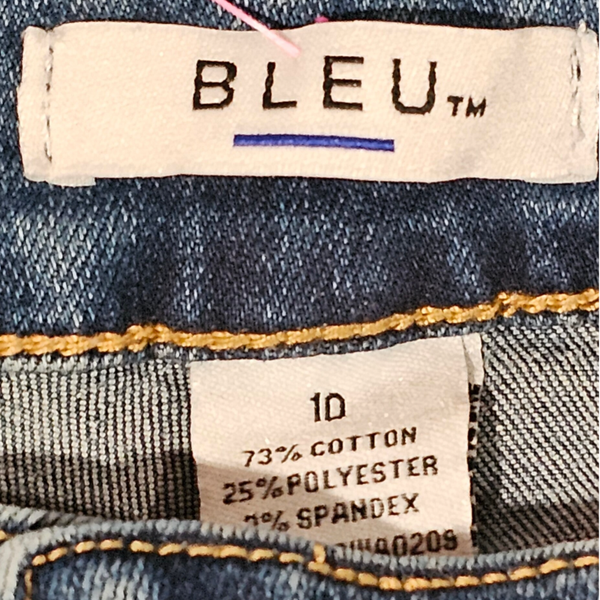 BLEU™
10
73% COTTON
25% POLYESTER
% SPANDEX